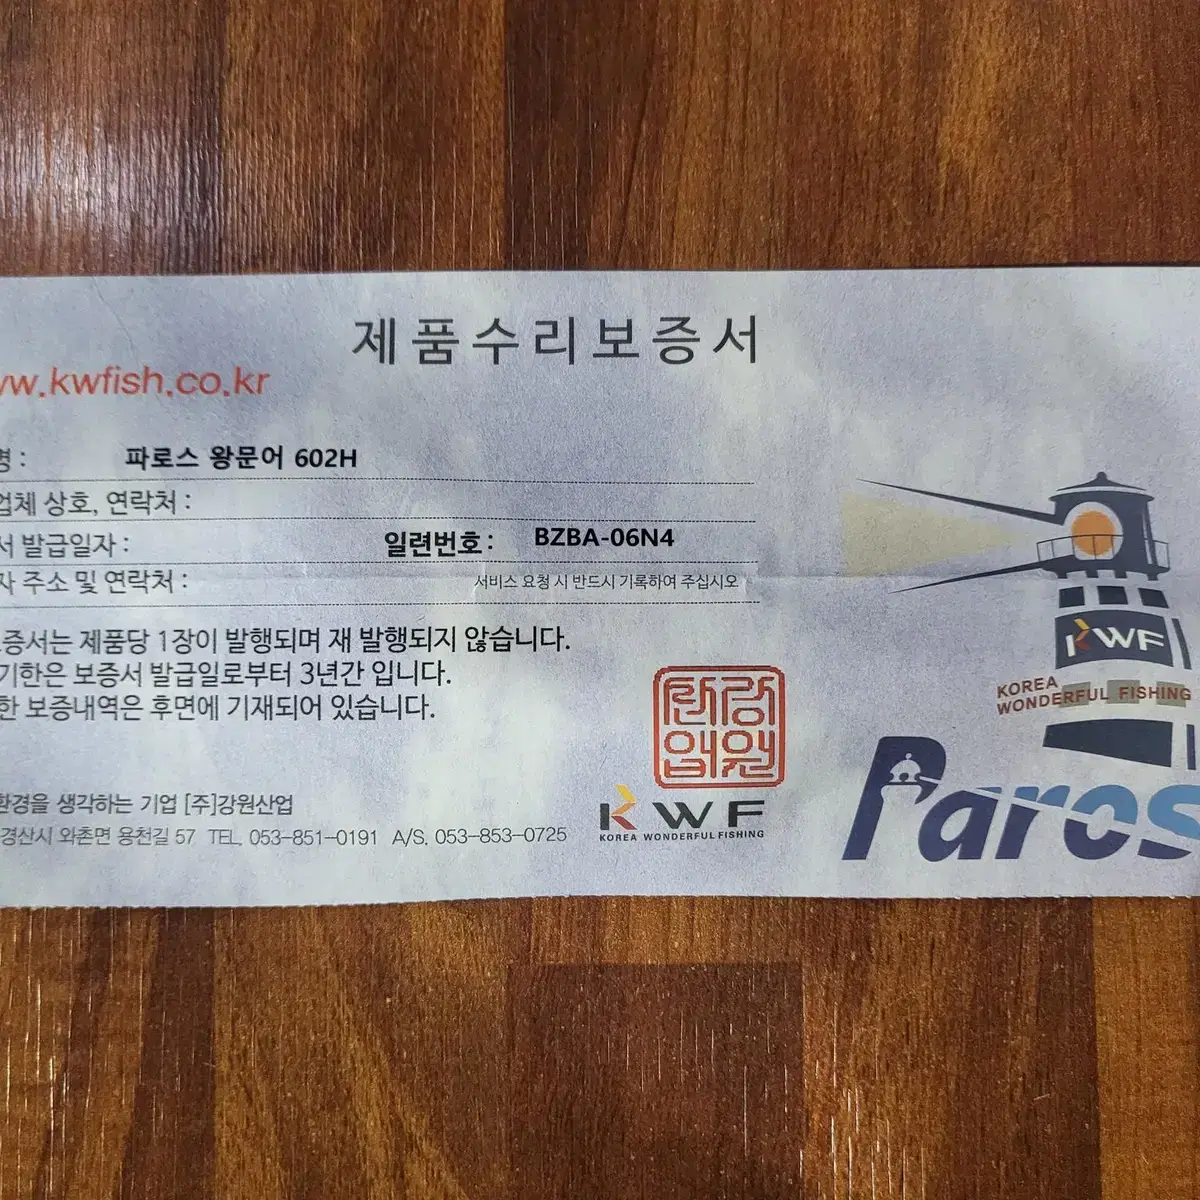 제품수리보증서
ww.kwfish.co.kr
명 : 파로스 왕문어 602H
업체 상호, 연락처 :
서 발급일자 : 일련번호 : BZBA-06N4
자 주소 및 연락처 : 서비스 요청 시 반드시 기록하여 주십시오
증서는 제품당 1장이 발행되며 재 발행되지 않습니다.
기한은 보증서 발급일로부터 3년간 입니다.
한 보증내역은 후면에 기재되어 있습니다.
환경을 생각하는 기업 [주]강원산업
경산시 와촌면 용천길 57 TEL. 053-851-0191 A/S. 053-853-0725
KWF
KOREA WONDERFUL FISHING
KWF
KOREA
WONDERFUL FISHING
Paros